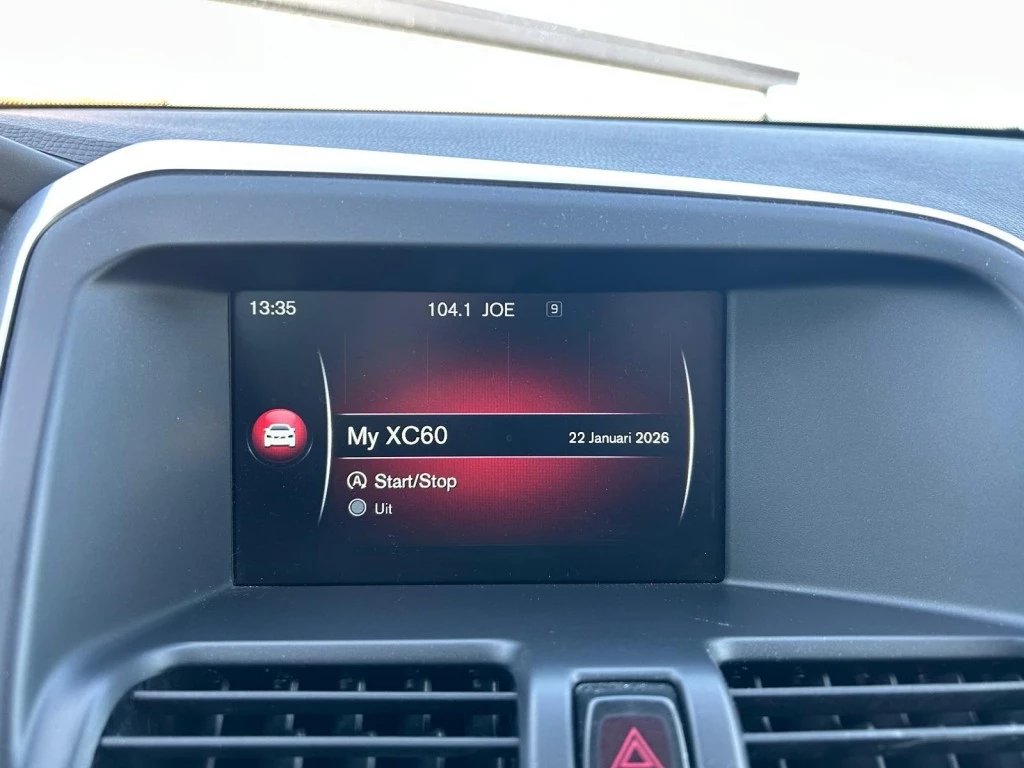 13:35 104.1 JOE 9
My XC60 22 Januari 2026
A Start/Stop
Uit